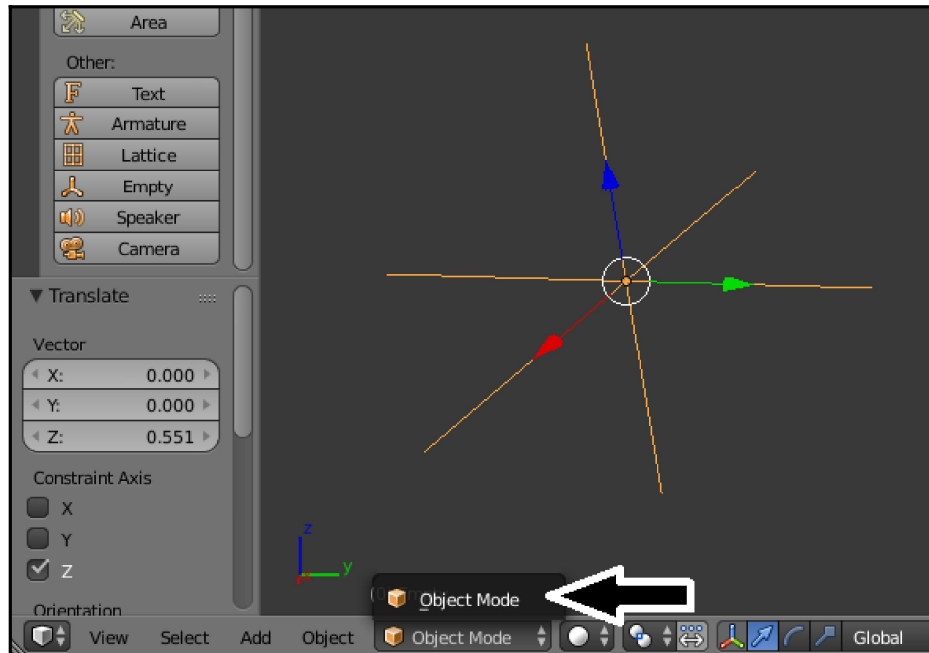 Area
Other:
Text
Armature
Lattice
Empty
Speaker
Camera
Translate
Vector
X: 0.000
Y: 0.000
Z: 0.551
Constraint Axis
X
Y
Z
Orientation
z
y
Object Mode
View Select Add Object Object Mode Global